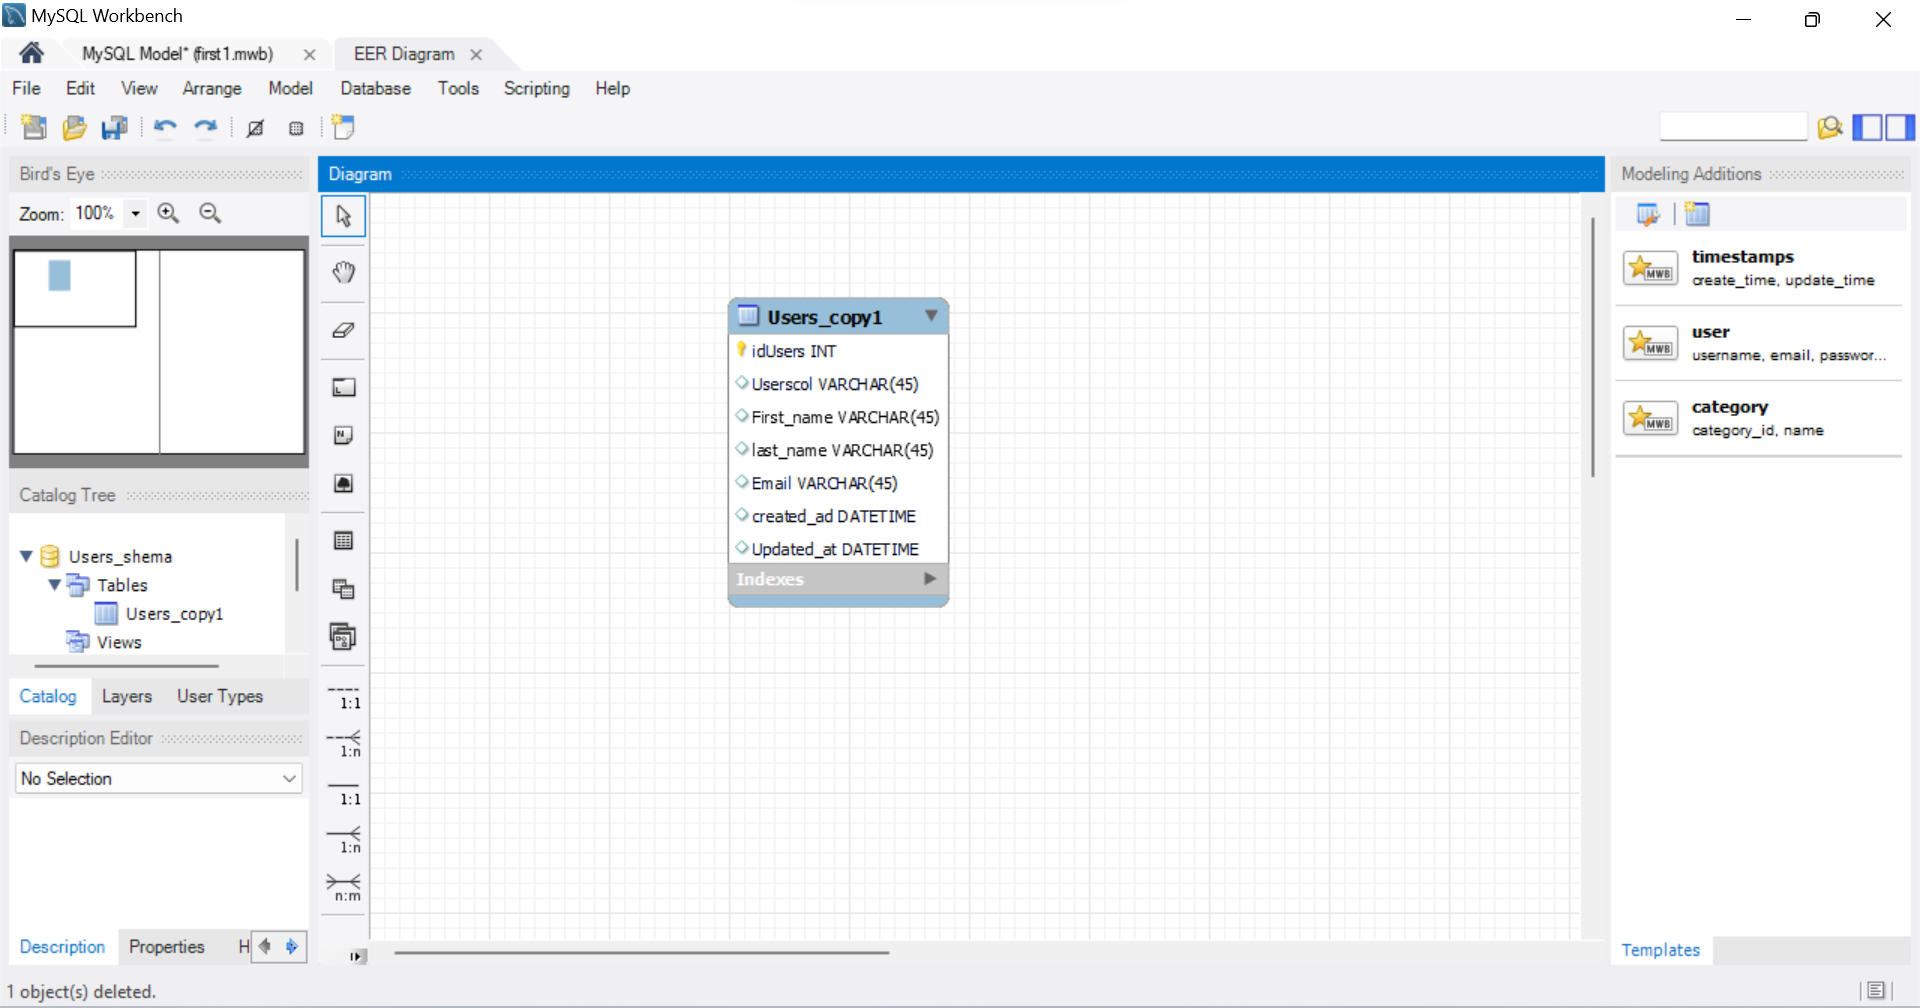 MySQL Workbench
MySQL Model* (first1.mwb)
EER Diagram
File Edit View Arrange Model Database Tools Scripting Help
Bird's Eye
Zoom: 100%
Catalog Tree
Users_shema
Tables
Users_copy1
Views
Catalog Layers User Types
Description Editor
No Selection
Description Properties H
1 object(s) deleted.
Diagram
N
1:1
1:n
1:1
1:n
n:m
Users_copy1
idUsers INT
Userscol VARCHAR(45)
First_name VARCHAR(45)
last_name VARCHAR(45)
Email VARCHAR(45)
created_ad DATETIME
Updated_at DATETIME
Indexes
Modeling Additions
MWB
timestamps
create_time, update_time
MWB
user
username, email, passwor...
MWB
category
category_id, name
Templates